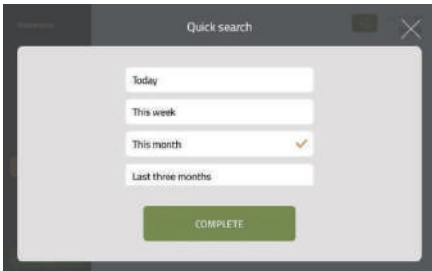 Quick search
Today
This week
This month
Last three months
COMPLETE